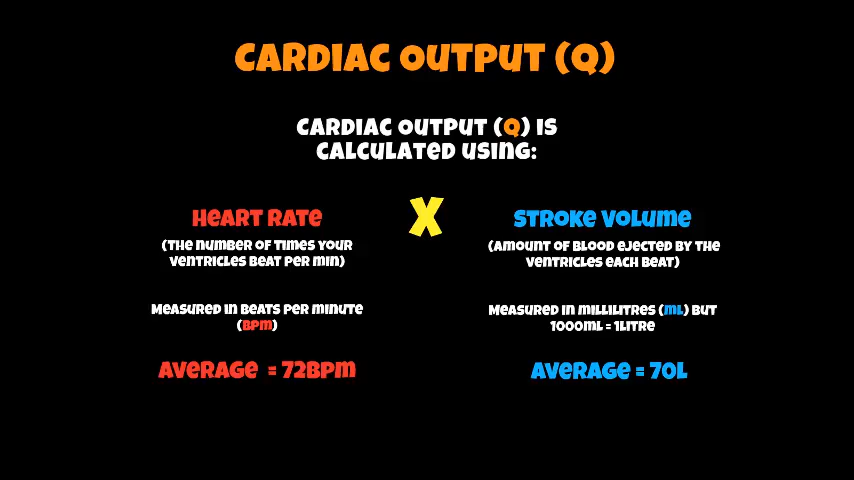 CARDIAC OUTPUT (Q)
CARDIAC OUTPUT (Q) IS
CALCULATED USING:
HEART RATE
X
STROKE VOLUME
(THE NUMBER OF TIMES YOUR
VENTRICLES BEAT PER MIN)
(AMOUNT OF BLOOD EJECTED BY THE
VENTRICLES EACH BEAT)
MEASURED IN BEATS PER MINUTE
(BPM)
MEASURED IN MILLILITRES (ML) BUT
1000ML = 1LITRE
AVERAGE = 72BPM
AVERAGE = 70L